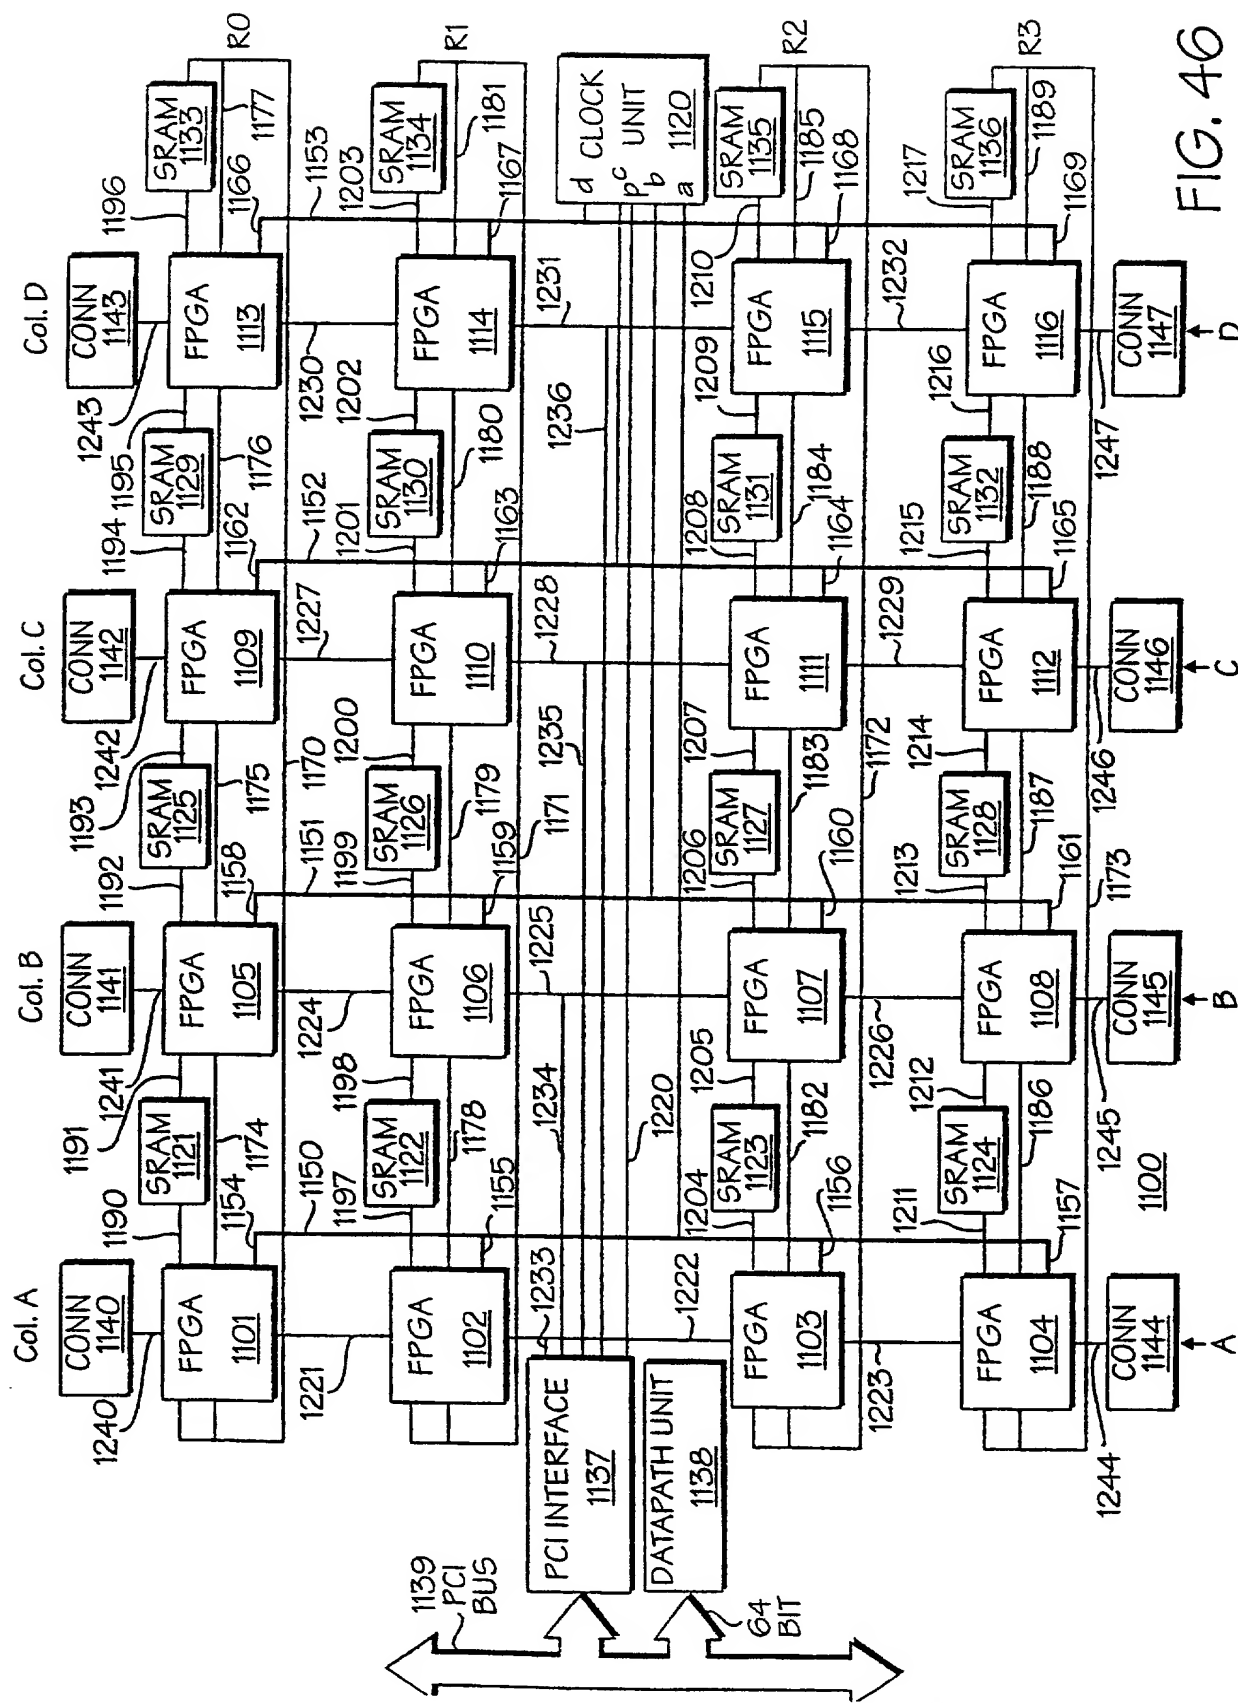 Col. A
Col. B
Col. C
Col. D
CONN
1140
CONN
1141
CONN
1142
CONN
1143
1240
1190
1191
1241
1192
1193
1242
1194
1195
1243
1196
SRAM
1121
SRAM
1125
SRAM
1129
SRAM
1133
FPGA
1101
FPGA
1105
FPGA
1109
FPGA
1113
R0
1154
1174
1158
1175
1162
1176
1166
1177
1221
1150
1224
1151
1170
1227
1152
1230
1153
1197
1198
1199
1200
1201
1202
1203
SRAM
1122
SRAM
1126
SRAM
1130
SRAM
1134
FPGA
1102
FPGA
1106
FPGA
1110
FPGA
1114
R1
1155
1178
1159
1179
1163
1180
1167
1181
1139
PCI
BUS
PCI INTERFACE
1137
1233
1234
1225
1171
1235
1228
1236
1231
d
c
p
b
a
CLOCK
UNIT
1120
DATAPATH UNIT
1138
64
BIT
1222
1220
1204
1205
1206
1207
1208
1209
1210
SRAM
1123
SRAM
1127
SRAM
1131
SRAM
1135
FPGA
1103
FPGA
1107
FPGA
1111
FPGA
1115
R2
1156
1182
1160
1183
1164
1184
1168
1185
1223
1226
1172
1229
1232
1211
1212
1213
1214
1215
1216
1217
SRAM
1124
SRAM
1128
SRAM
1132
SRAM
1136
FPGA
1104
FPGA
1108
FPGA
1112
FPGA
1116
R3
1157
1186
1161
1187
1165
1188
1169
1189
1244
1245
1173
1246
1247
CONN
1144
CONN
1145
CONN
1146
CONN
1147
A
B
C
D
1100
FIG. 46